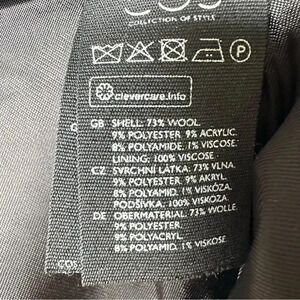 COS
COLLECTION OF STYLE
P
clevercare.info
GB SHELL: 73% WOOL.
9% POLYESTER. 9% ACRYLIC.
8% POLYAMIDE. 1% VISCOSE.
LINING: 100% VISCOSE.
CZ SVRCHNÍ LÁTKA: 73% VLNA.
9% POLYESTER. 9% AKRYL.
8% POLYAMID. 1% VISKÓZA.
PODŠÍVKA: 100% VISKÓZA.
DE OBERMATERIAL: 73% WOLLE.
9% POLYESTER.
9% POLYACRYL.
8% POLYAMID. 1% VISKOSE.
COS